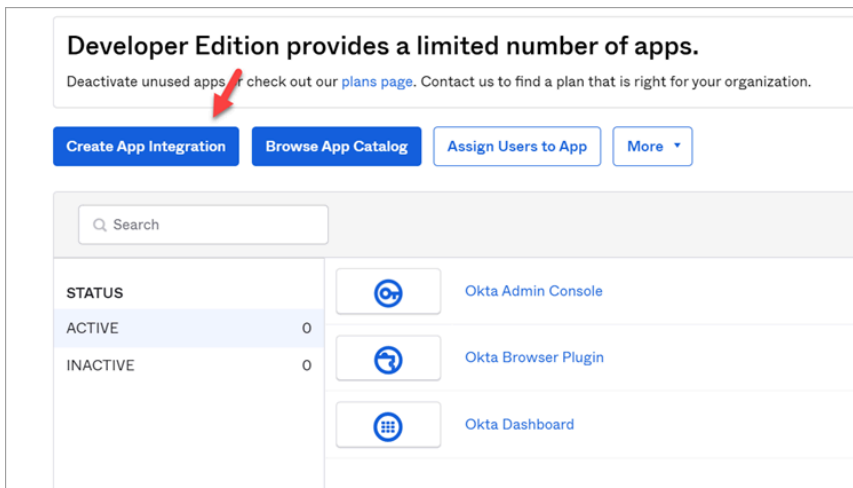 Developer Edition provides a limited number of apps.
Deactivate unused apps or check out our plans page. Contact us to find a plan that is right for your organization.
Create App Integration
Browse App Catalog
Assign Users to App
More
Search
STATUS
ACTIVE 0
INACTIVE 0
Okta Admin Console
Okta Browser Plugin
Okta Dashboard